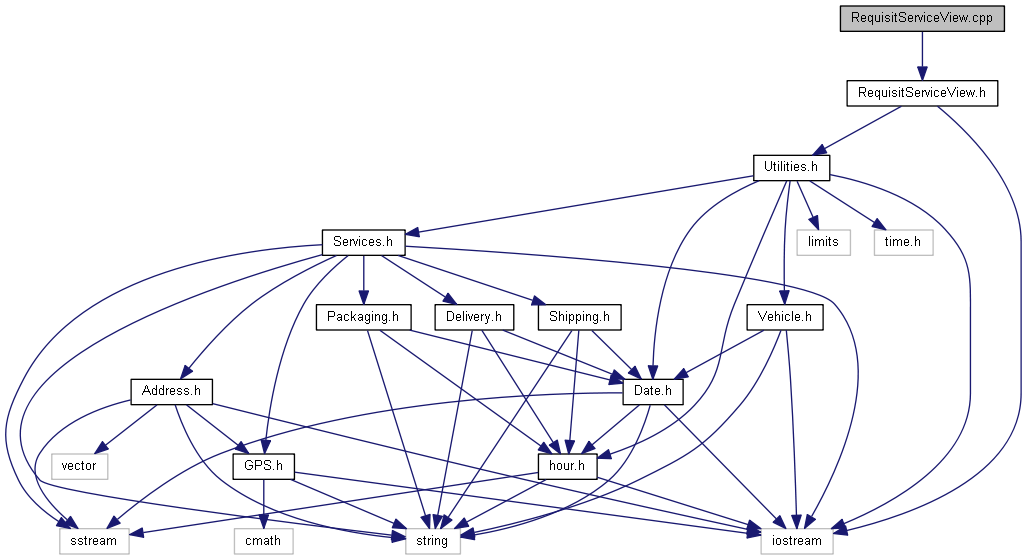 RequisitServiceView.cpp
RequisitServiceView.h
Utilities.h
Services.h
limits
time.h
Packaging.h
Delivery.h
Shipping.h
Vehicle.h
Address.h
Date.h
vector
GPS.h
hour.h
sstream
cmath
string
iostream